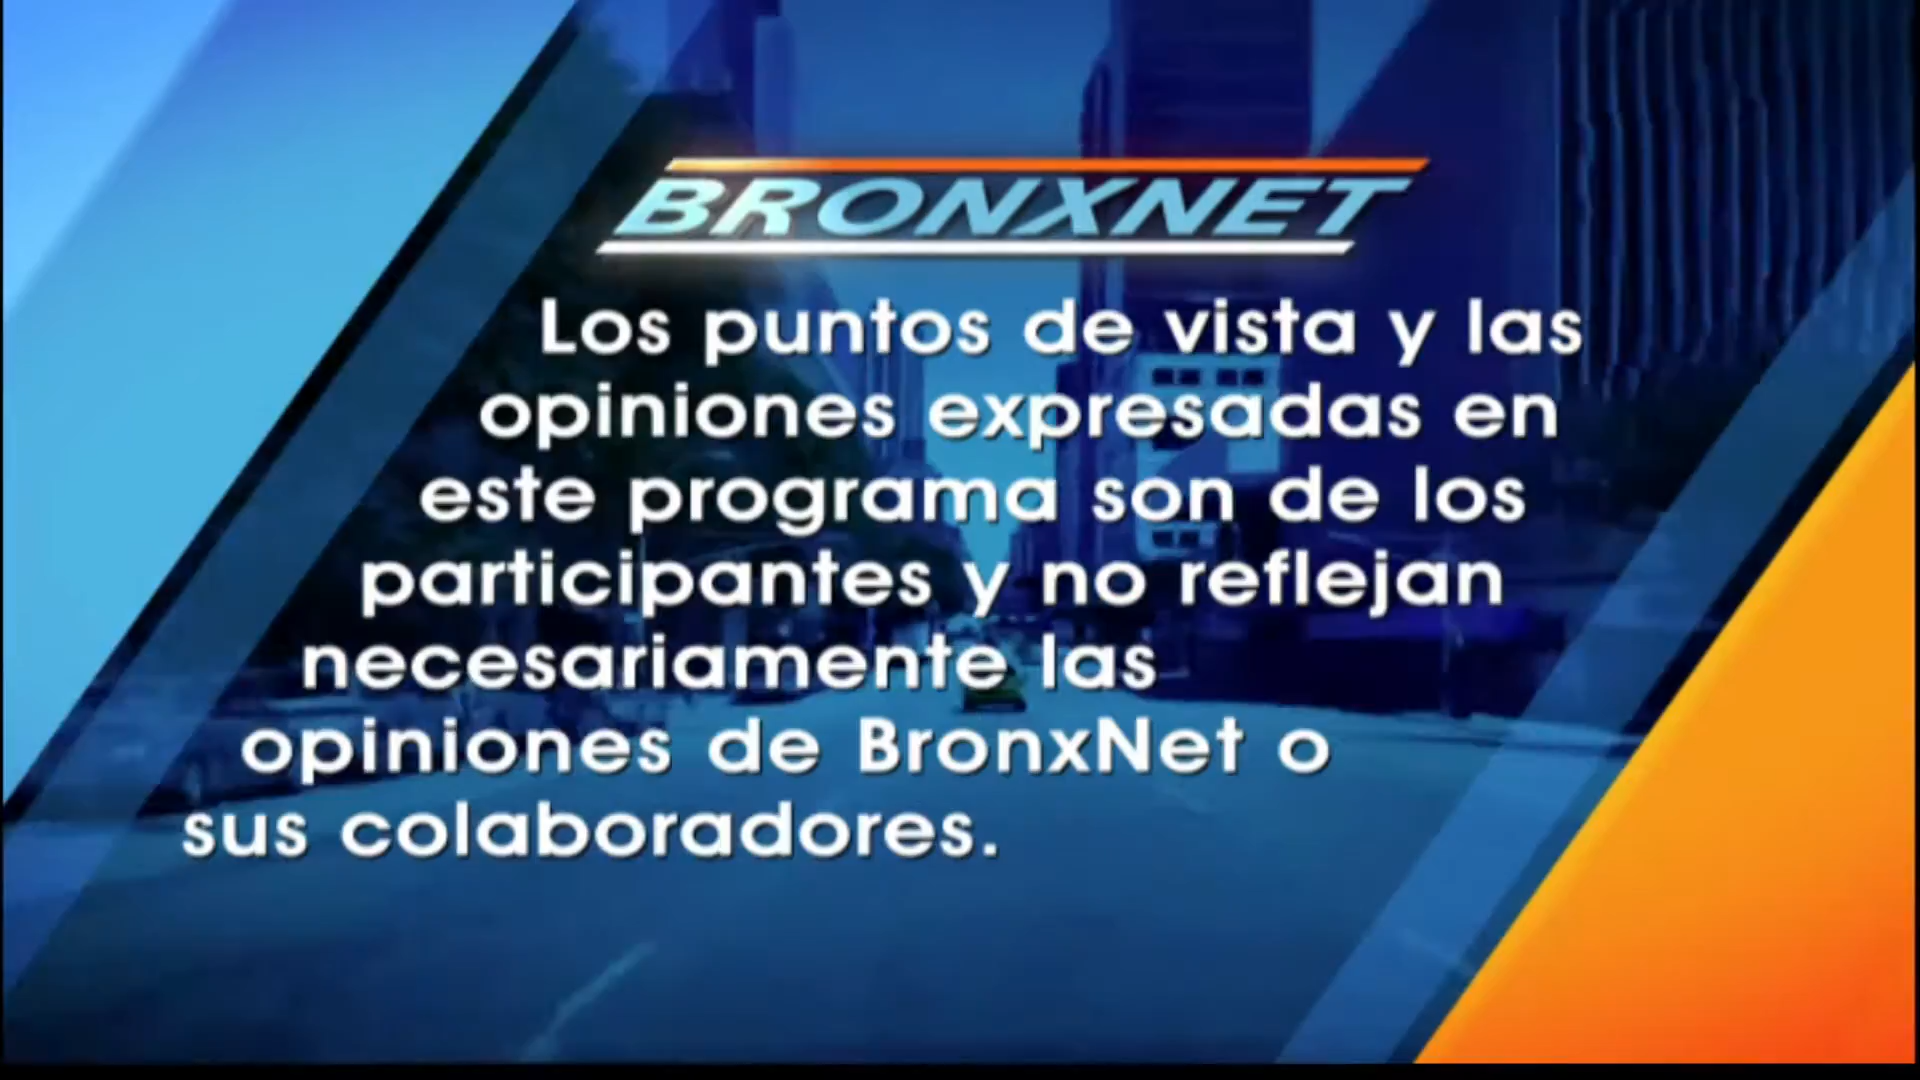 BRONXNET
Los puntos de vista y las
opiniones expresadas en
este programa son de los
participantes y no reflejan
necesariamente las
opiniones de BronxNet o
sus colaboradores.